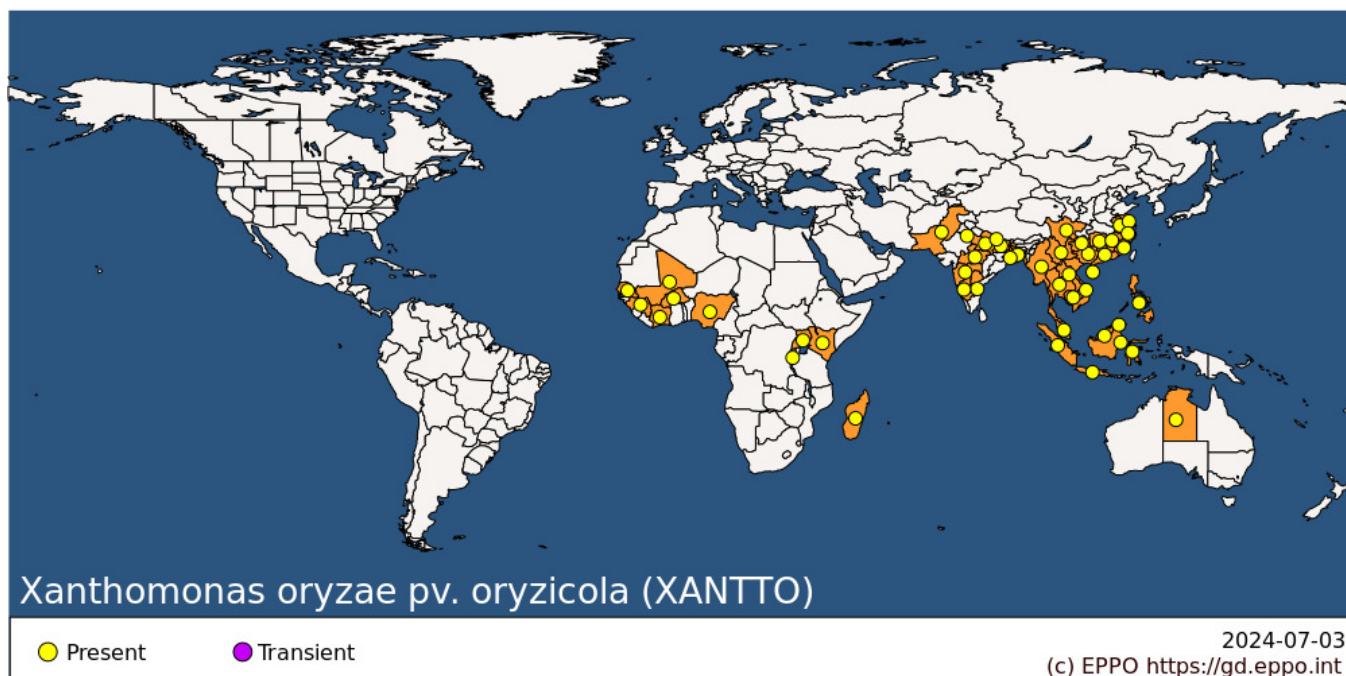 Xanthomonas oryzae pv. oryzicola (XANTTO)
Present
Transient
2024-07-03
(c) EPPO https://gd.eppo.int